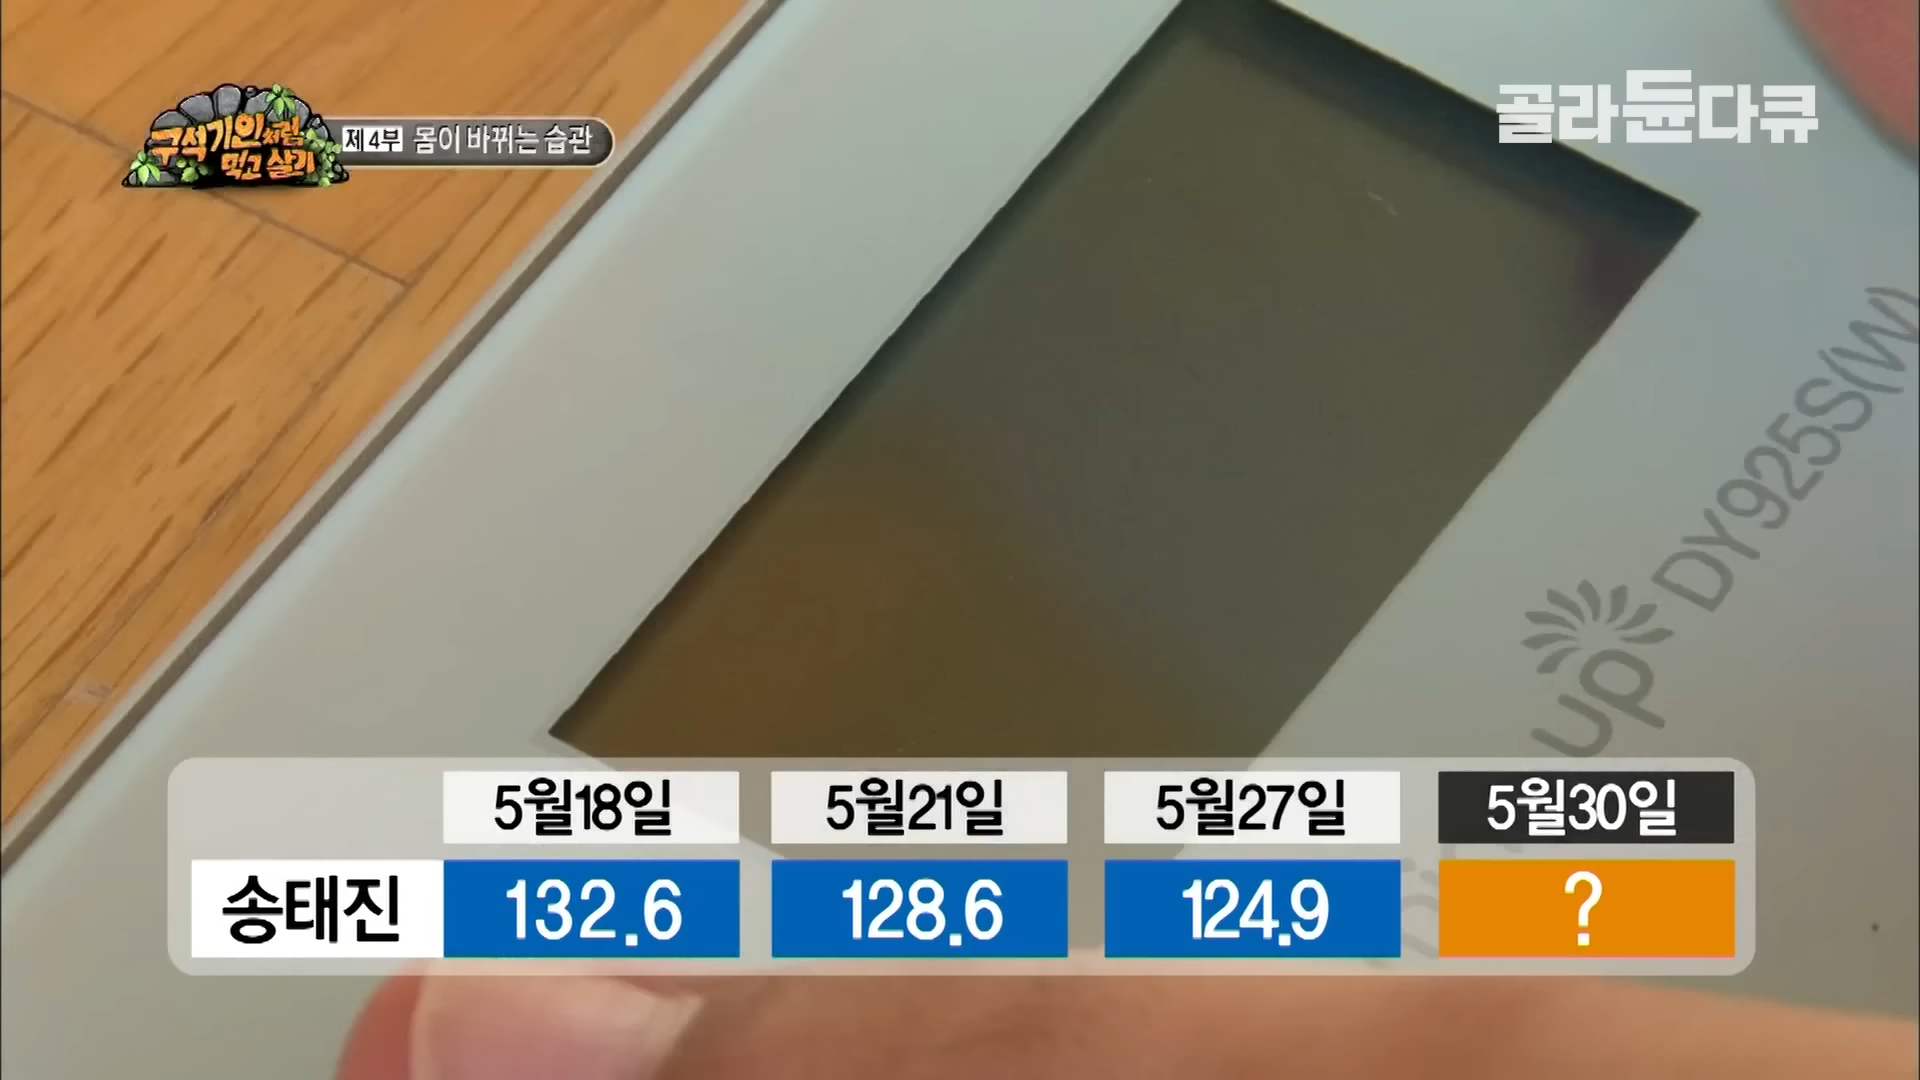 구석기인처럼
먹고 살기
제4부 몸이 바뀌는 습관
골라듄다큐
DY925S(W
up
5월18일 5월21일 5월27일 5월30일
송태진 132.6 128.6 124.9 ?